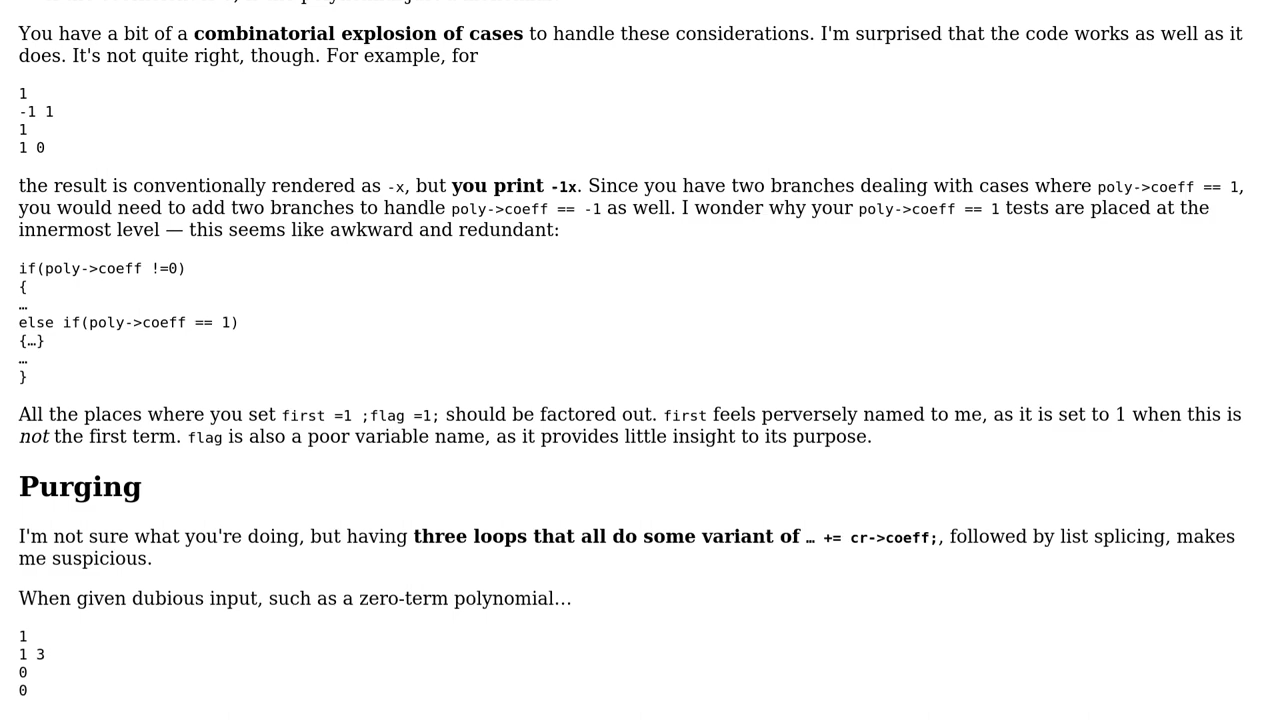 You have a bit of a combinatorial explosion of cases to handle these considerations. I'm surprised that the code works as well as it
does. It's not quite right, though. For example, for
1
-1 1
1
1 0
the result is conventionally rendered as -x, but you print -1x. Since you have two branches dealing with cases where poly->coeff == 1,
you would need to add two branches to handle poly->coeff == -1 as well. I wonder why your poly->coeff == 1 tests are placed at the
innermost level — this seems like awkward and redundant:
if(poly->coeff !=0)
{
…
else if(poly->coeff == 1)
{…}
…
}
All the places where you set first =1 ;flag =1; should be factored out. first feels perversely named to me, as it is set to 1 when this is
not the first term. flag is also a poor variable name, as it provides little insight to its purpose.
Purging
I'm not sure what you're doing, but having three loops that all do some variant of … += cr->coeff;, followed by list splicing, makes
me suspicious.
When given dubious input, such as a zero-term polynomial…
1
1 3
0
0